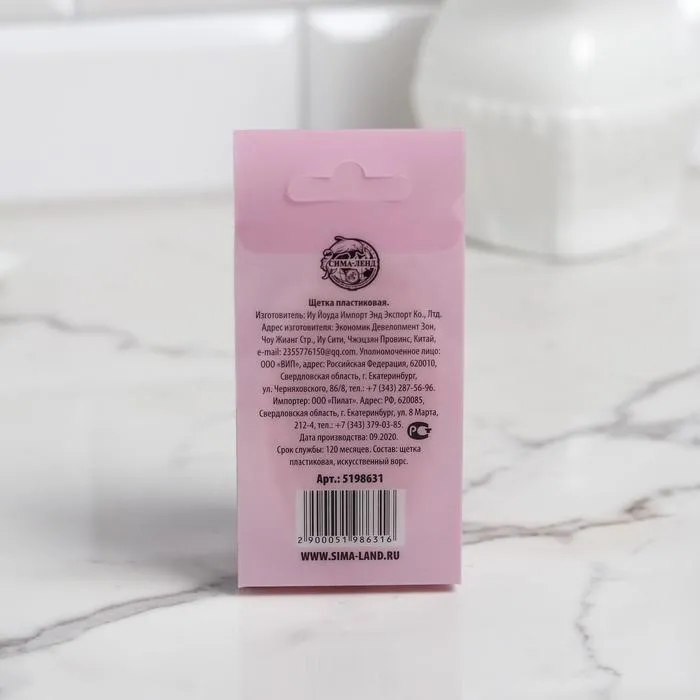 СИМА-ЛЕНД
Щетка пластиковая.
Изготовитель: Иу Йоуда Импорт Энд Экспорт Ко., Лтд.
Адрес изготовителя: Экономик Девелопмент Зон,
Чоу Жианг Стр., Иу Сити, Чжэцзян Провинс, Китай,
e-mail: 2355776150@qq.com. Уполномоченное лицо:
ООО «ВИП», адрес: Российская Федерация, 620010,
Свердловская область, г. Екатеринбург,
ул. Черняховского, 86/8, тел.: +7 (343) 287-56-96.
Импортер: ООО «Пилат». Адрес: РФ, 620085,
Свердловская область, г. Екатеринбург, ул. 8 Марта,
212-4, тел.: +7 (343) 379-03-85.
Дата производства: 09.2020.
Срок службы: 120 месяцев. Состав: щетка
пластиковая, искусственный ворс.
Арт.: 5198631
2 900051 986316
WWW.SIMA-LAND.RU